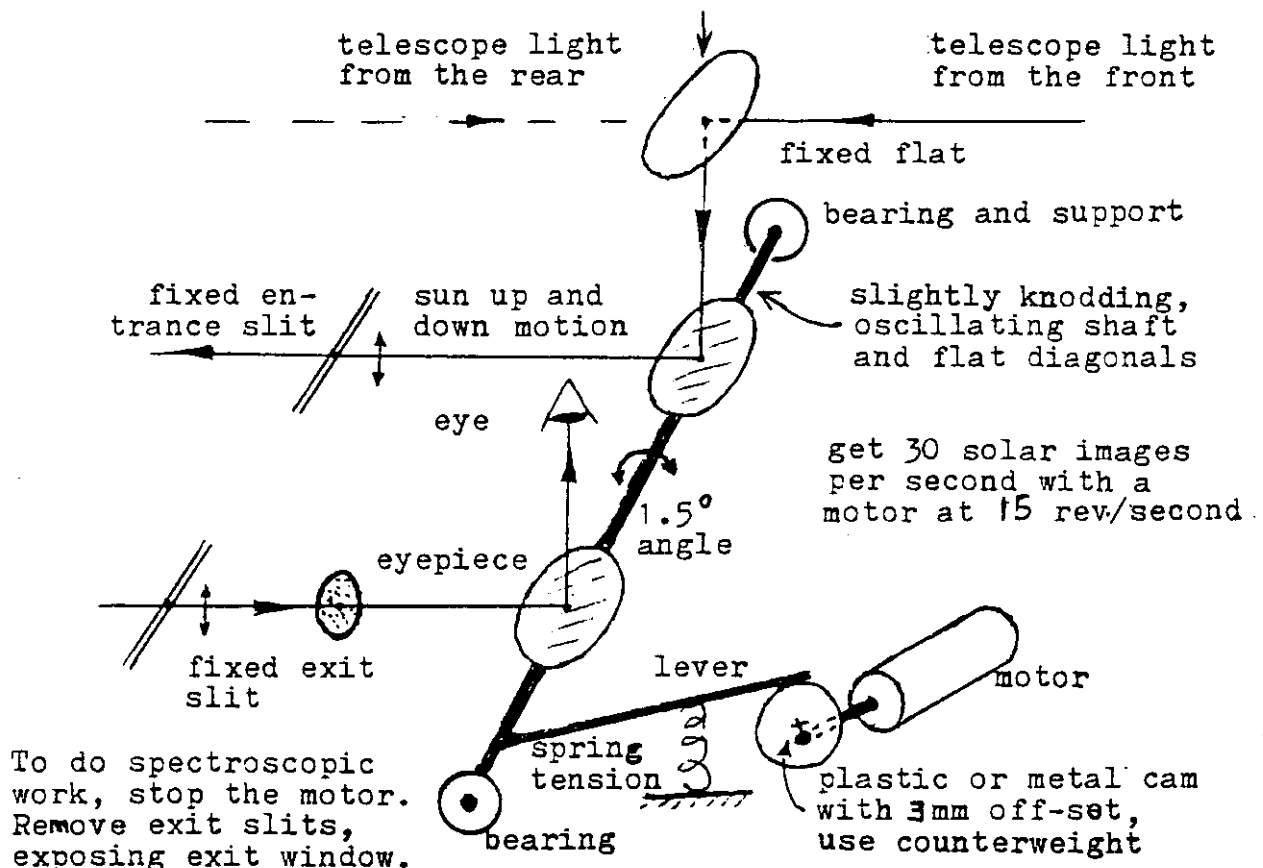 telescope light
from the rear
telescope light
from the front
fixed flat
bearing and support
fixed en-
trance slit
sun up and
down motion
slightly knodding,
oscillating shaft
and flat diagonals
eye
get 30 solar images
per second with a
motor at 15 rev./second
1.5°
angle
eyepiece
fixed exit
slit
lever
motor
spring
tension
To do spectroscopic
work, stop the motor.
Remove exit slits,
exposing exit window.
bearing
plastic or metal cam
with 3mm off-set,
use counterweight